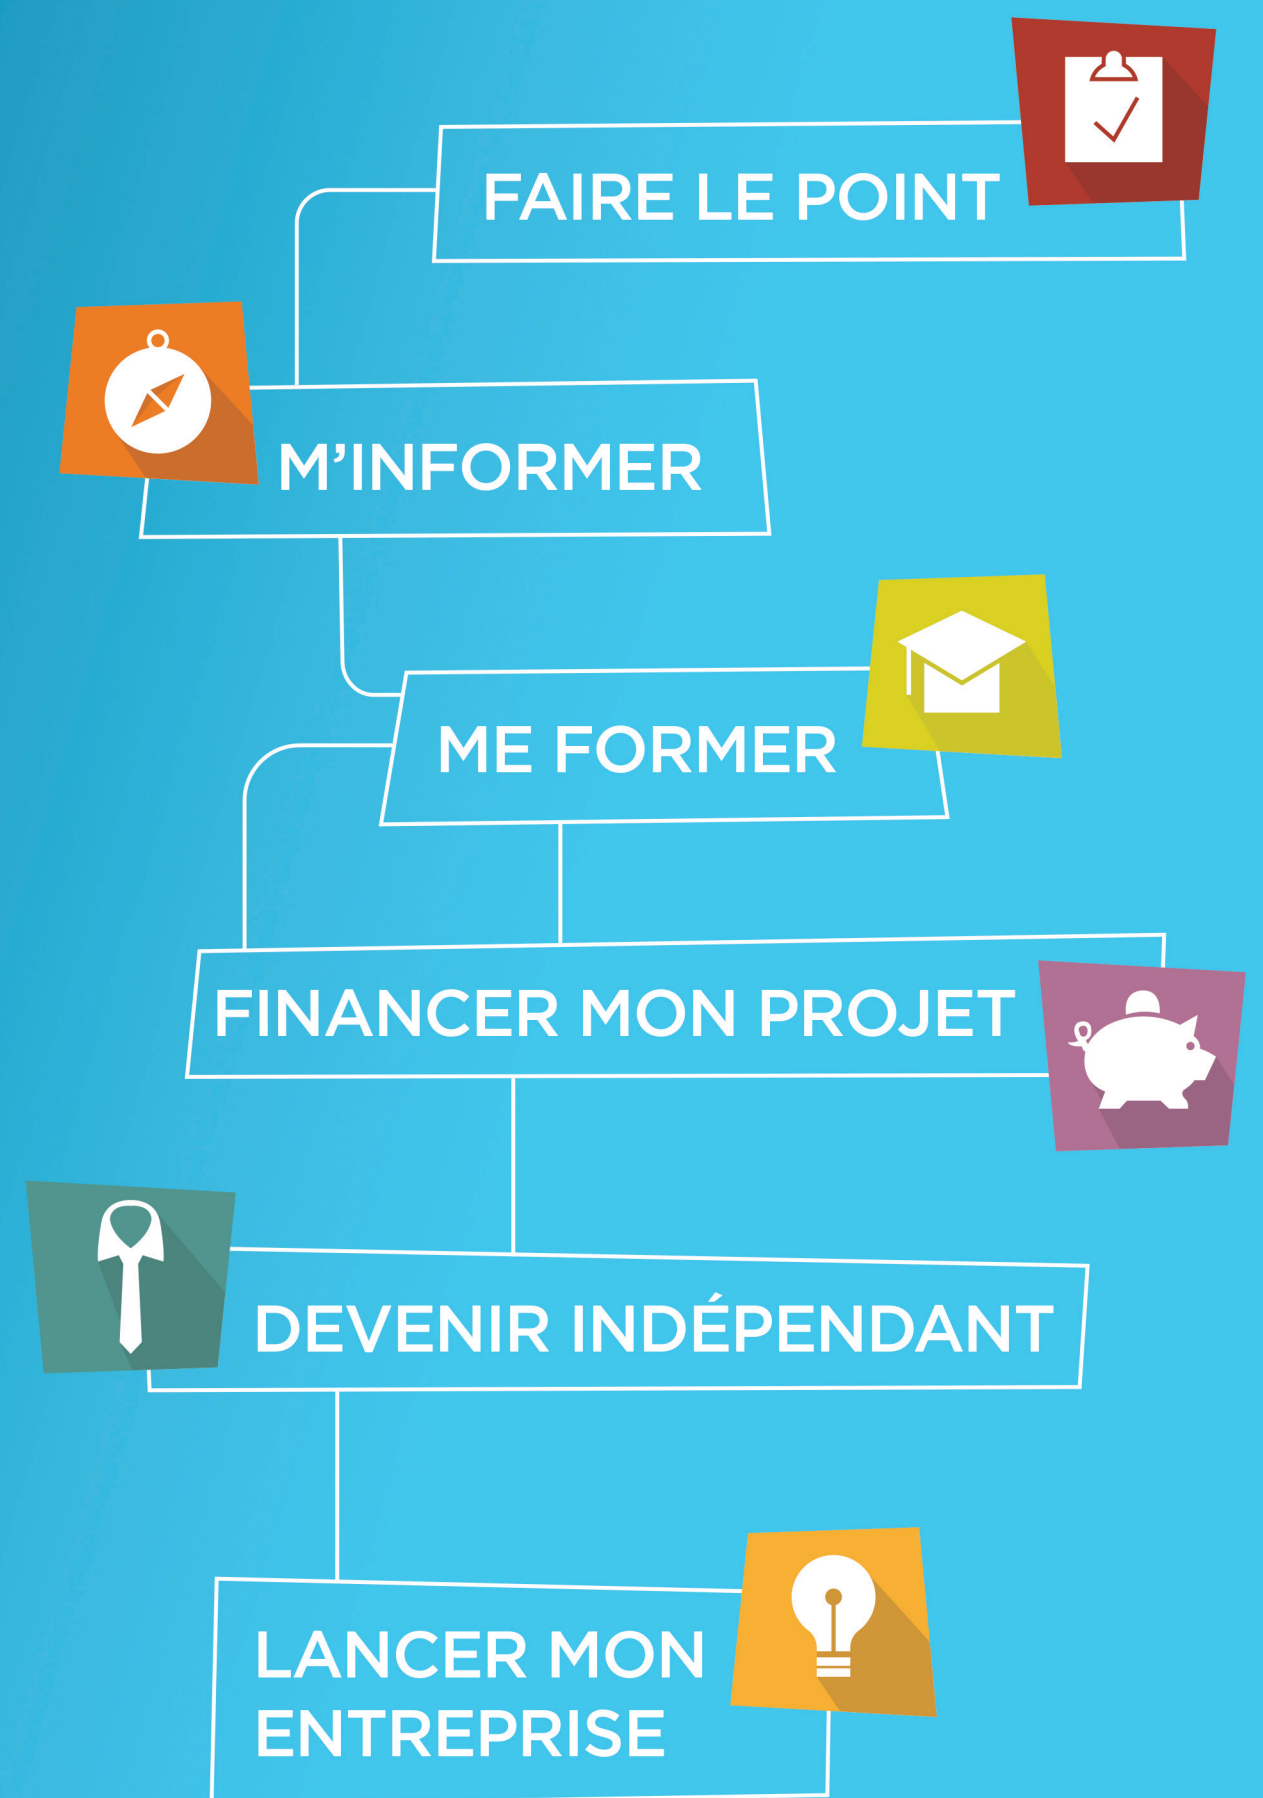 FAIRE LE POINT
M'INFORMER
ME FORMER
FINANCER MON PROJET
DEVENIR INDÉPENDANT
LANCER MON
ENTREPRISE